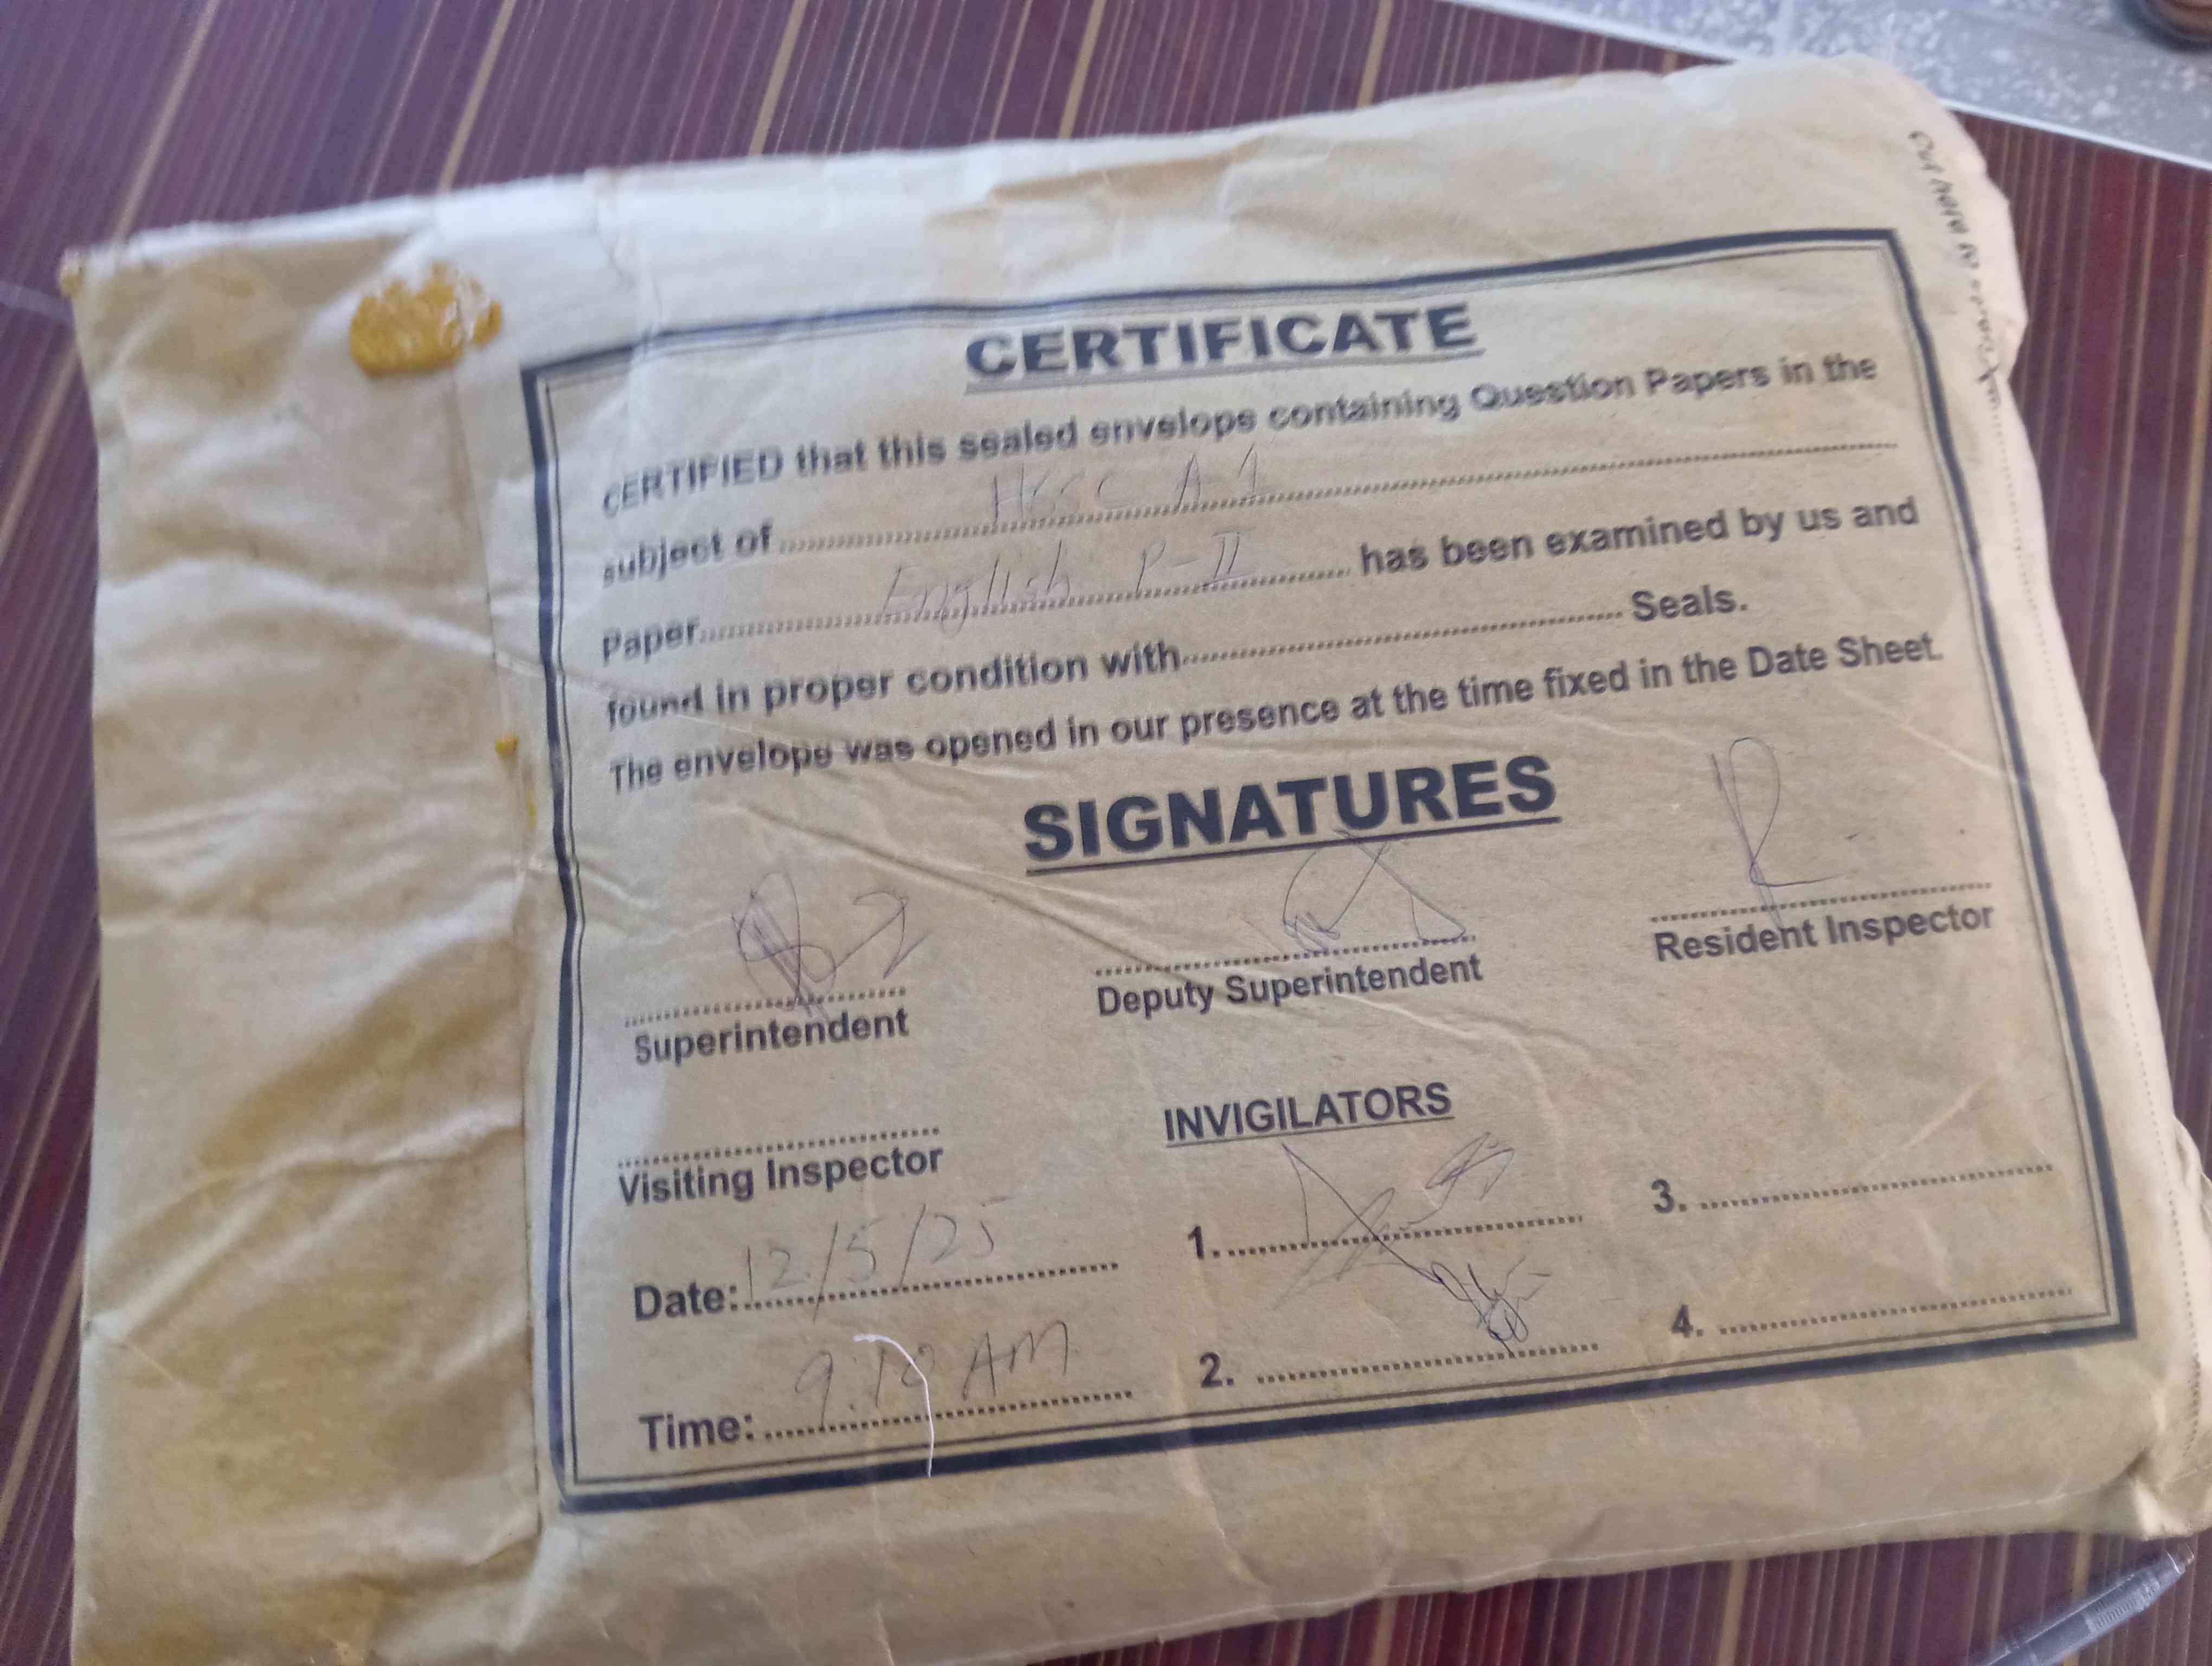 CERTIFICATE
CERTIFIED that this sealed envelope containing Question Papers in the
subject of HSSC A-1
Paper English P-II has been examined by us and
found in proper condition with Seals.
The envelope was opened in our presence at the time fixed in the Date Sheet.
SIGNATURES
Superintendent
Deputy Superintendent
Resident Inspector
Visiting Inspector
INVIGILATORS
Date: 12/5/25
1.
3.
Time: 9:10 AM
2.
4.